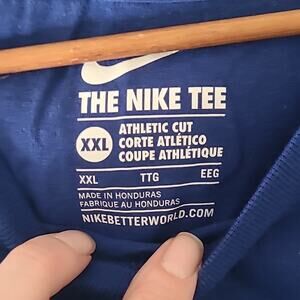 THE NIKE TEE
XXL
ATHLETIC CUT
CORTE ATLÉTICO
COUPE ATHLÉTIQUE
XXL TTG EEG
MADE IN HONDURAS
FABRIQUE AU HONDURAS
NIKEBETTERWORLD.COM